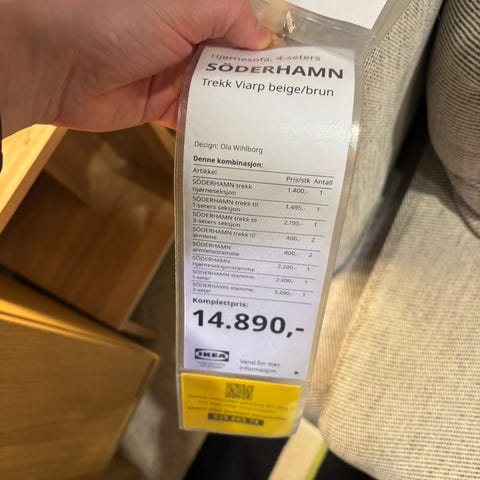 Hjørnesofa, 4-seters
SÖDERHAMN
Trekk Viarp beige/brun
Design: Ola Wihlborg
Denne kombinasjon:
Artikkel Pris/stk Antall
SÖDERHAMN trekk
hjørneseksjon 1.400,- 1
SÖDERHAMN trekk til
1-seters seksjon 1.495,- 1
SÖDERHAMN trekk til
3-seters seksjon 2.195,- 1
SÖDERHAMN trekk til
armlene 400,- 2
SÖDERHAMN
armlenestamme 400,- 2
SÖDERHAMN
hjørneseksjonstamme 2.200,- 1
SÖDERHAMN stamme,
1-seter 2.200,- 1
SÖDERHAMN stamme,
3-seter 3.200,- 1
Komplettpris:
14.890,-
IKEA
Vend for mer
informasjon